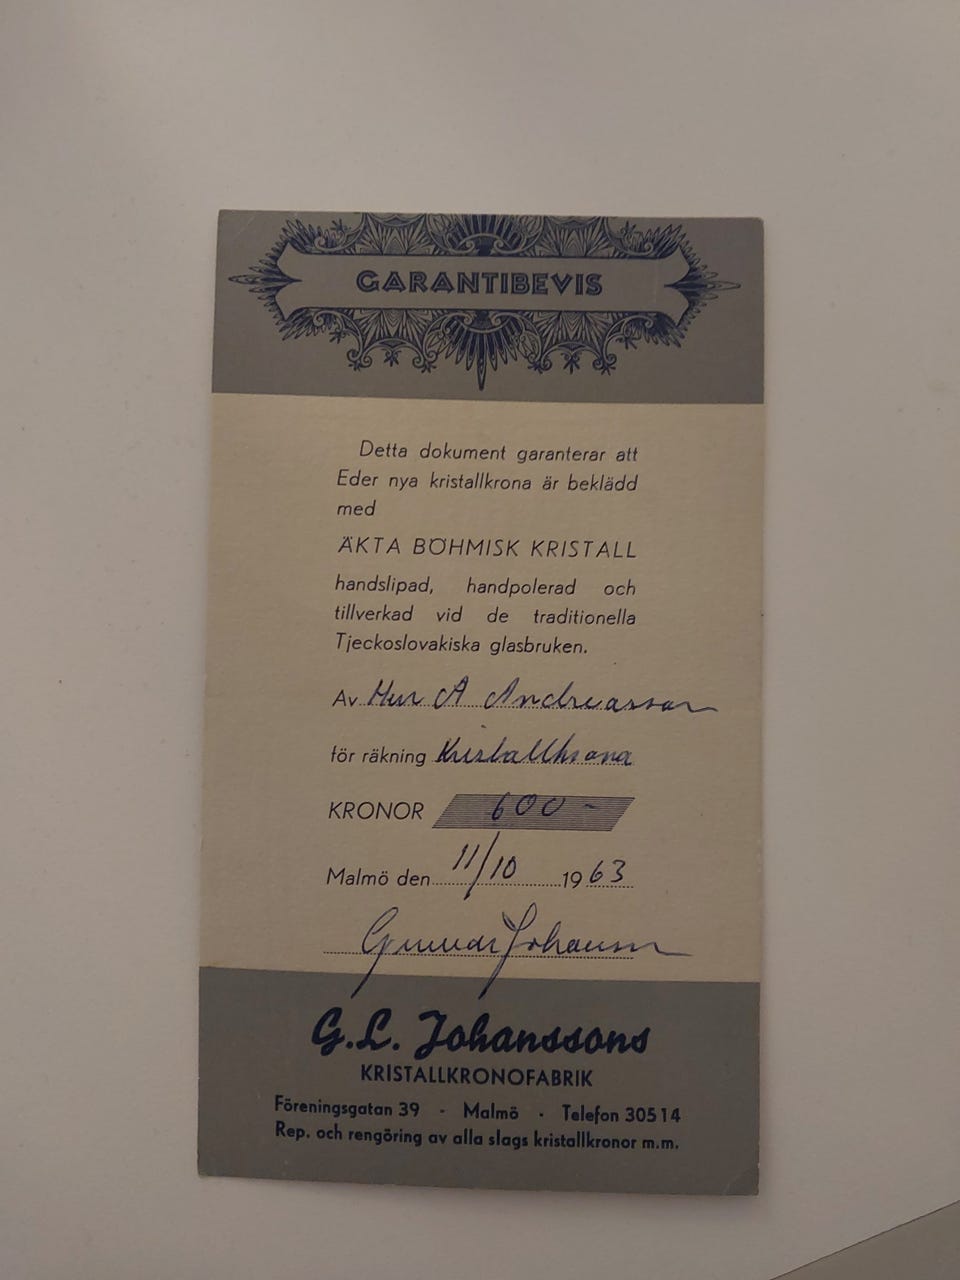 GARANTIBEVIS
Detta dokument garanterar att
Eder nya kristallkrona är beklädd
med
ÄKTA BÖHMISK KRISTALL
handslipad, handpolerad och
tillverkad vid de traditionella
Tjeckoslovakiska glasbruken.
Av Herr A Andreasson
för räkning Kristallkrona
KRONOR 600 -
Malmö den 11/10 1963
Gunnar Johansson
G.L. Johanssons
KRISTALLKRONOFABRIK
Föreningsgatan 39 - Malmö · Telefon 30514
Rep. och rengöring av alla slags kristallkronor m.m.